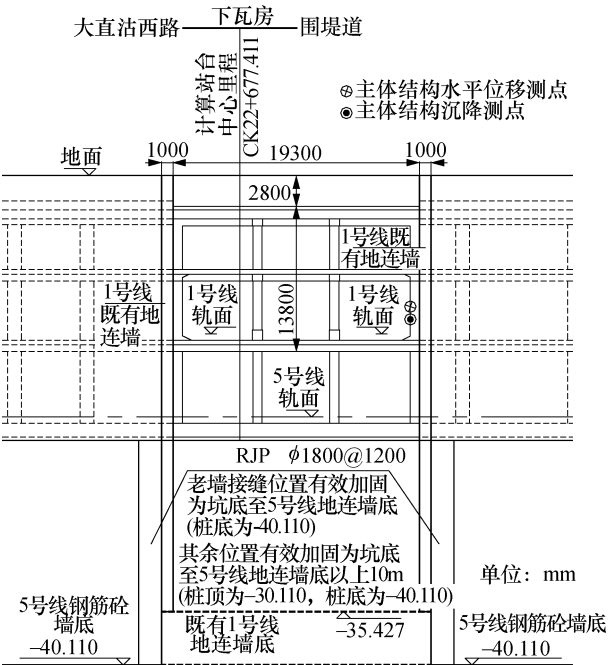 下瓦房
大直沽西路
围堤道
计算站台
中心里程
CK22+677.411
主体结构水平位移测点
主体结构沉降测点
地面
1000
19300
1000
2800
1号线既
有地连墙
1号线
既有地
连墙
1号线
轨面
13800
1号线
轨面
5号线
轨面
RJP ϕ1800@1200
老墙接缝位置有效加固
为坑底至5号线地连墙底
(桩底为-40.110)
其余位置有效加固为坑底
至5号线地连墙底以上10m
(桩顶为–30.110，桩底为–40.110)
单位：mm
5号线钢筋砼
墙底
–40.110
既有1号线
地连墙底
–35.427
5号线钢筋砼墙底
–40.110